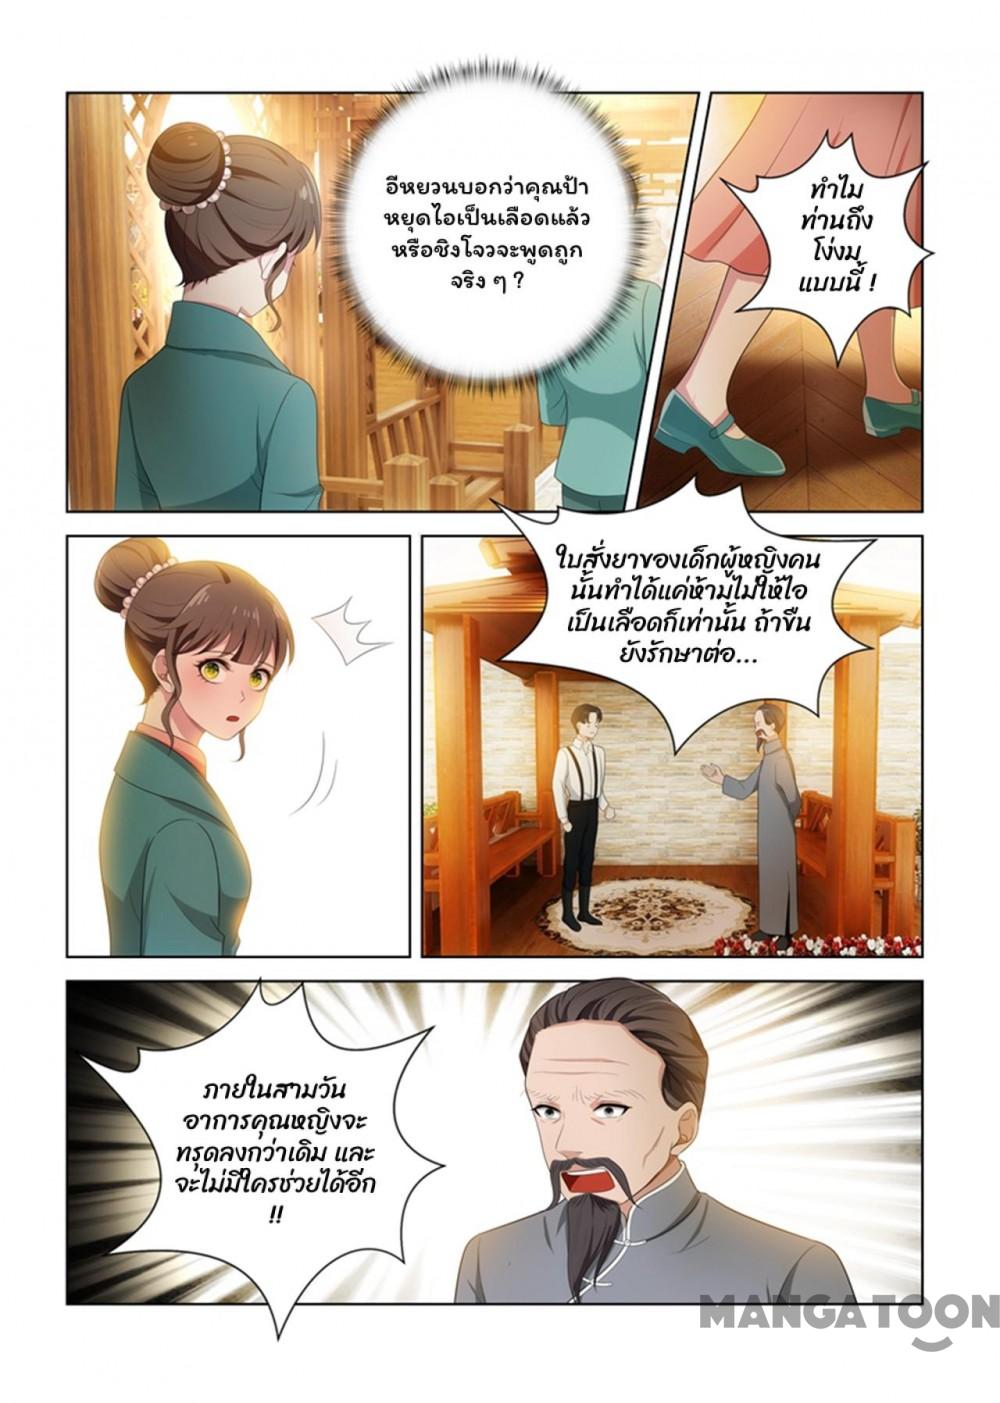 อีหยวนบอกว่าคุณป้า
หยุดไอเป็นเลือดแล้ว
หรือชิงโจวจะพูดถูก
จริง ๆ ?
ทำไม
ท่านถึง
โง่งม
แบบนี้ !
ใบสั่งยาของเด็กผู้หญิงคน
นั้นทำได้แค่ห้ามไม่ให้ไอ
เป็นเลือดก็เท่านั้น ถ้าขืน
ยังรักษาต่อ...
ภายในสามวัน
อาการคุณหญิงจะ
ทรุดลงกว่าเดิม และ
จะไม่มีใครช่วยได้อีก
!!
MANGATOON